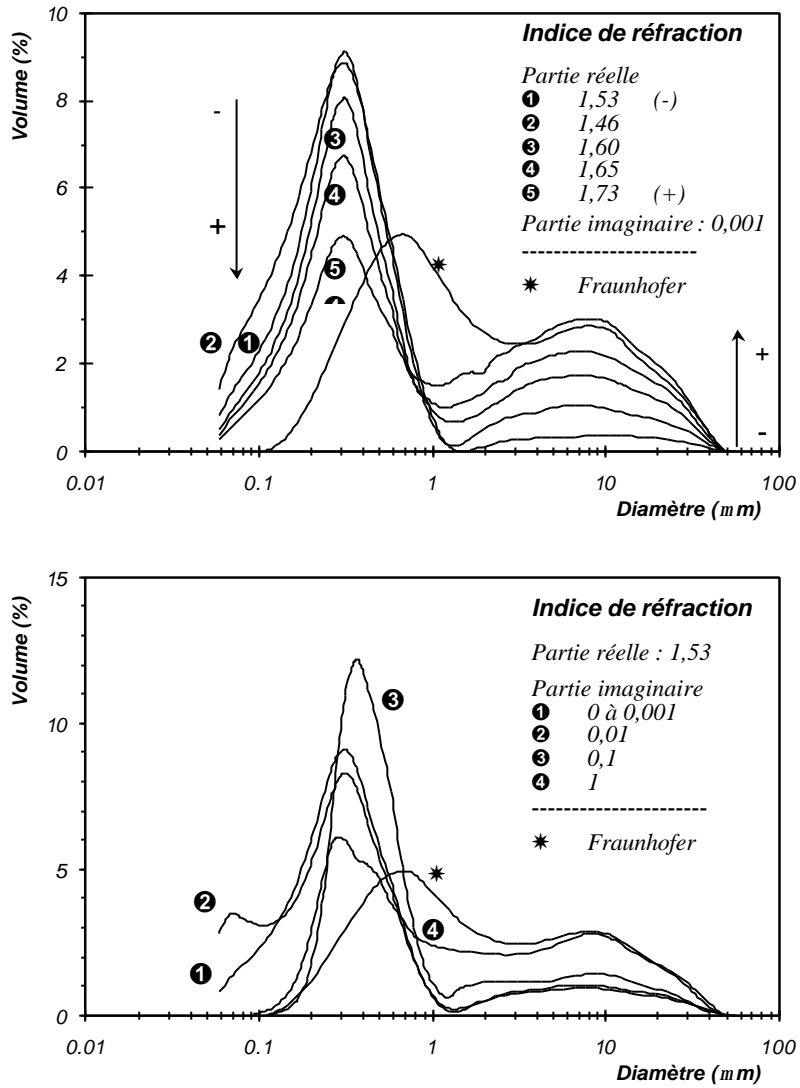 10
8
6
4
2
0
Volume (%)
-
+
Indice de réfraction
Partie réelle
❶ 1,53 (-)
❷ 1,46
❸ 1,60
❹ 1,65
❺ 1,73 (+)
Partie imaginaire : 0,001
-------------------------
✷ Fraunhofer
❸
❹
❺
✷
❷ ❶
+
-
0.01 0.1 1 10 100
Diamètre (mm)
15
10
5
0
Volume (%)
Indice de réfraction
Partie réelle : 1,53
Partie imaginaire
❶ 0 à 0,001
❷ 0,01
❸ 0,1
❹ 1
-------------------------
✷ Fraunhofer
❸
✷
❷
❹
❶
0.01 0.1 1 10 100
Diamètre (mm)